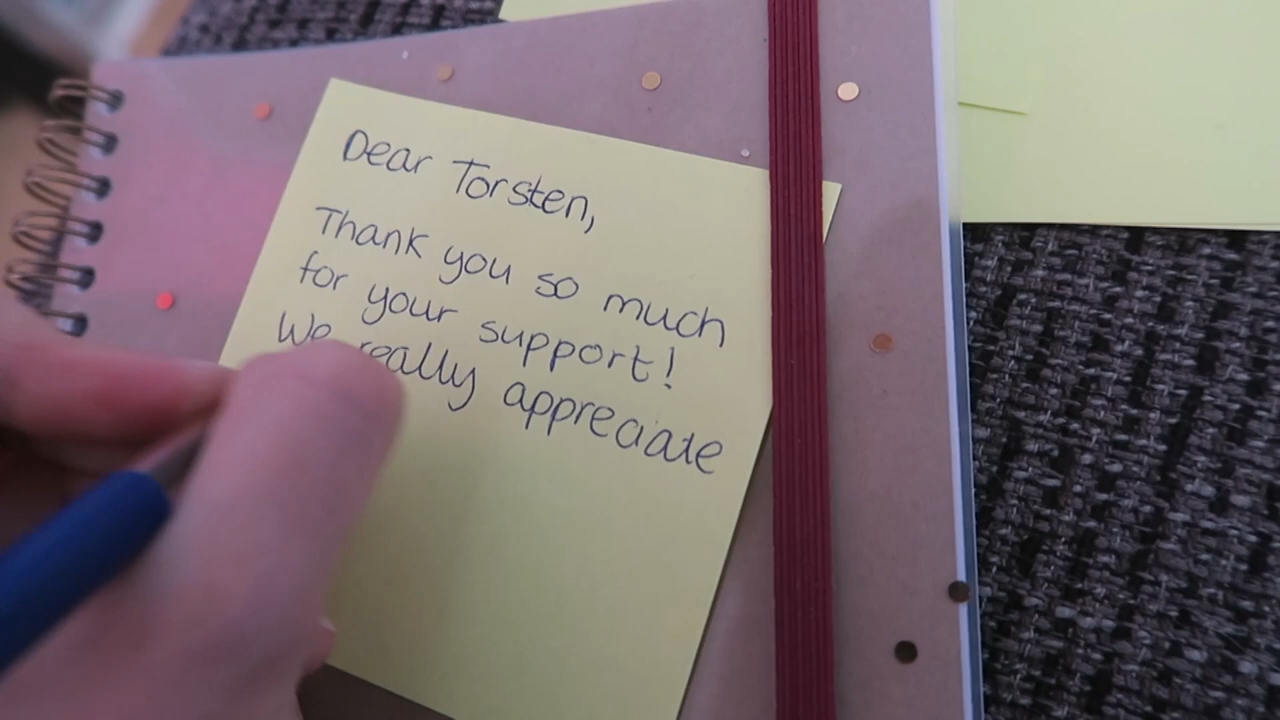 Dear Torsten,
Thank you so much
for your support!
We really appreciate